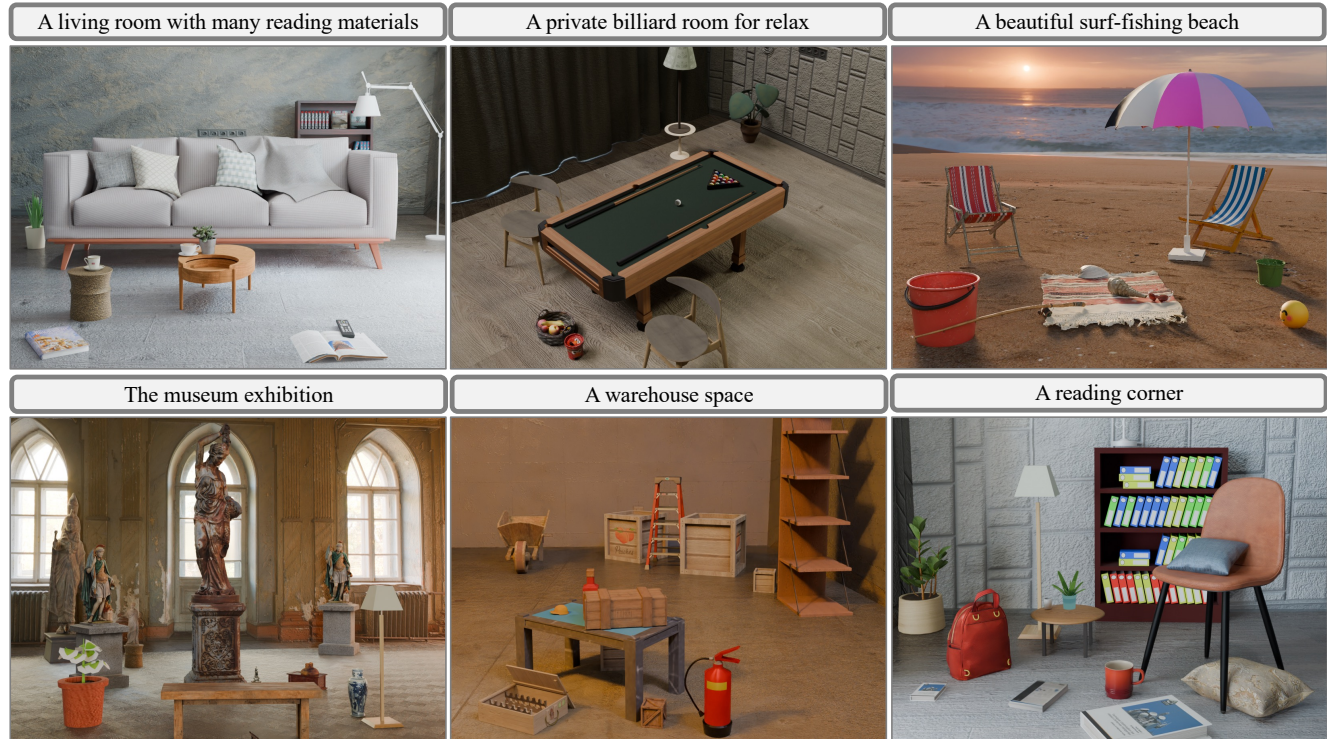 A living room with many reading materials
A private billiard room for relax
A beautiful surf-fishing beach
The museum exhibition
A warehouse space
A reading corner